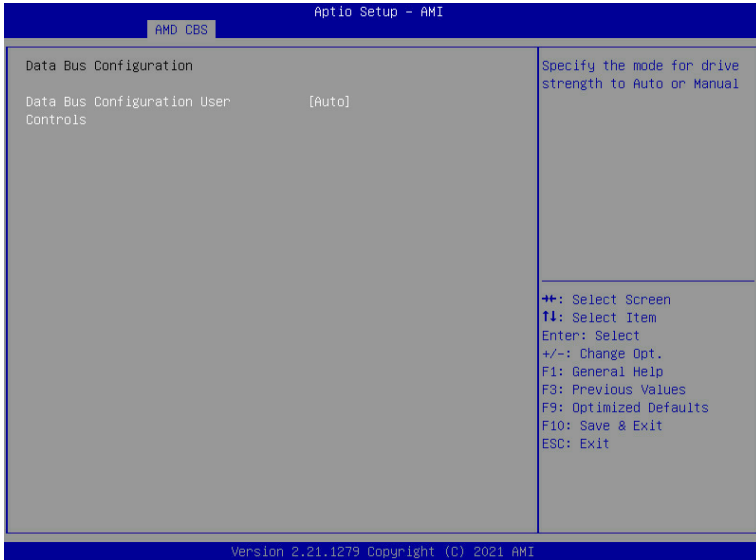 Aptio Setup - AMI
AMD CBS
Data Bus Configuration
Data Bus Configuration User [Auto]
Controls
Specify the mode for drive
strength to Auto or Manual
→←: Select Screen
↑↓: Select Item
Enter: Select
+/-: Change Opt.
F1: General Help
F3: Previous Values
F9: Optimized Defaults
F10: Save & Exit
ESC: Exit
Version 2.21.1279 Copyright (C) 2021 AMI